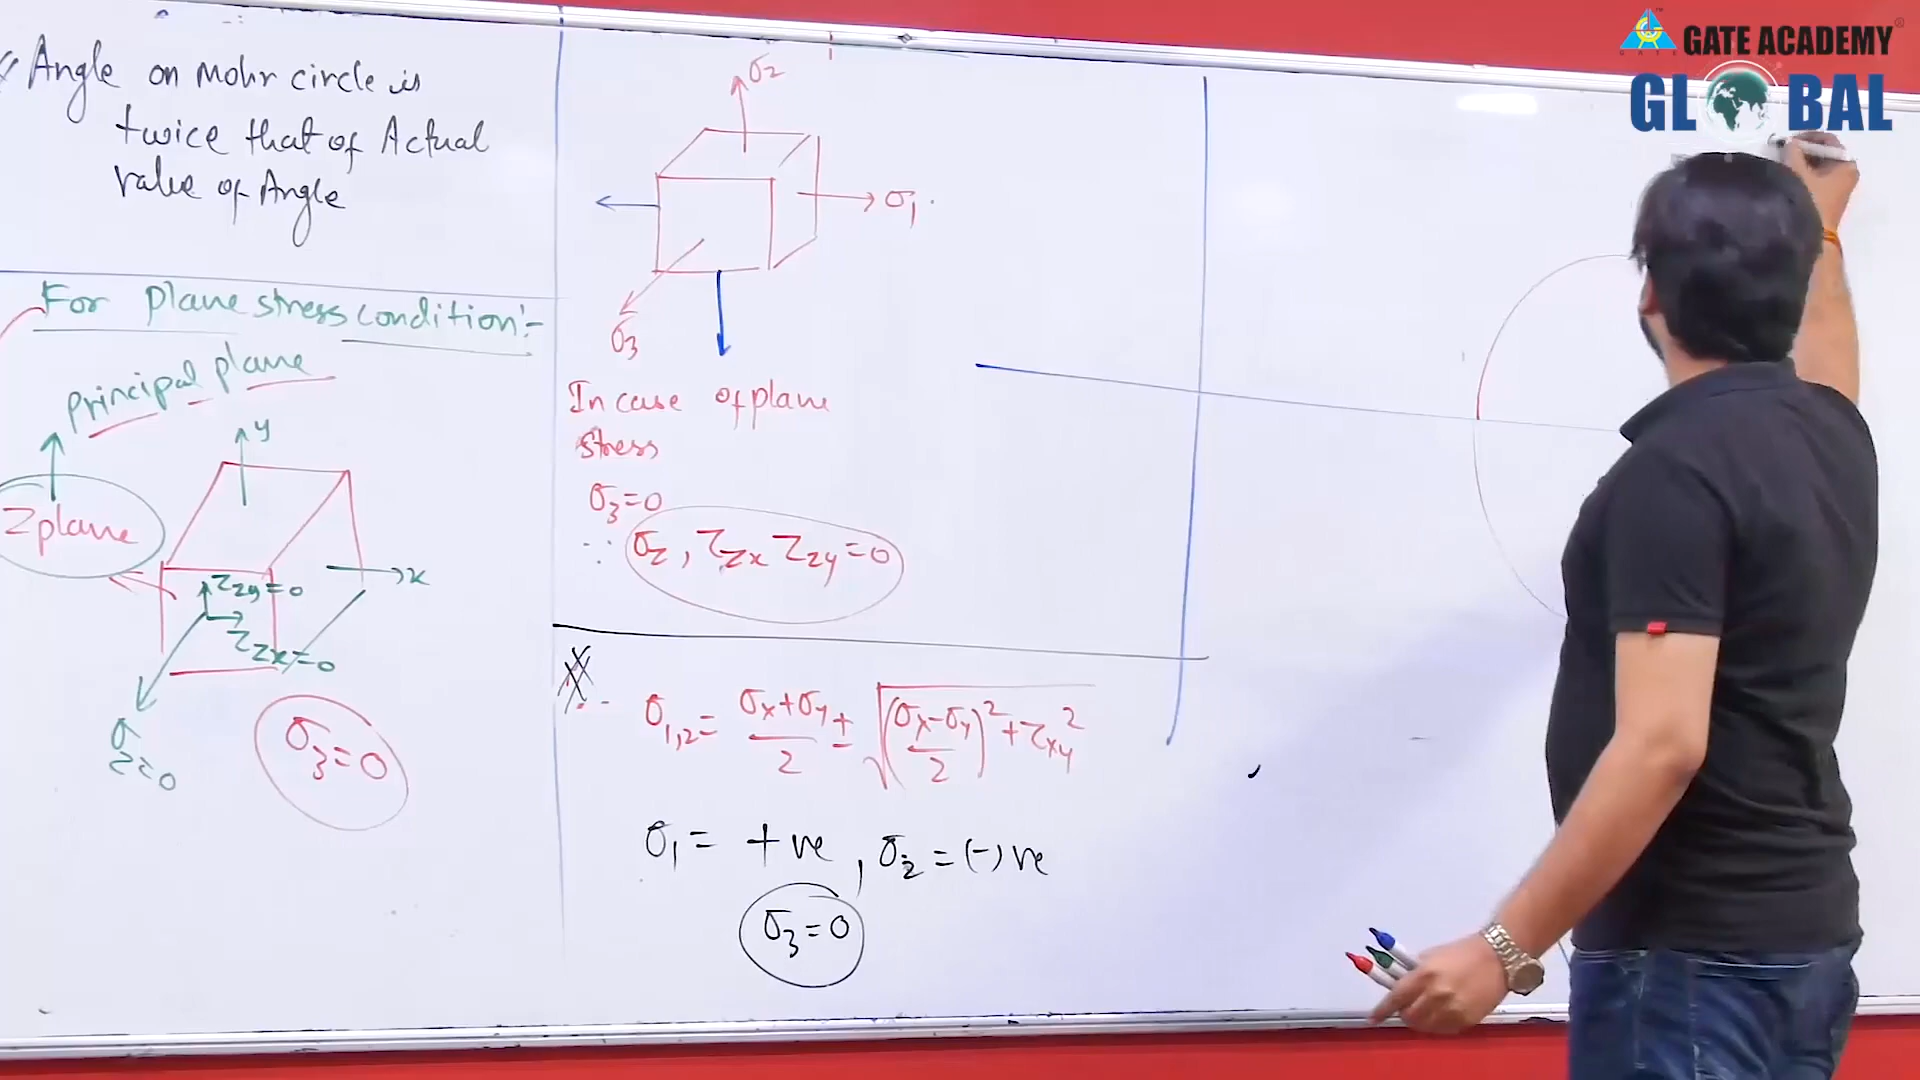 Angle on Mohr circle is
twice that of Actual
value of Angle
For plane stress condition:-
Principal plane
y
Z plane
τzy=0
x
τzx=0
σz=0
σ3=0
σ2
σ1
σ3
In case of plane
stress
σ3=0
∵ σz, τzx τzy=0
σ1,2= σx+σy/2 ± √(σx-σy/2)²+τxy²
σ1= +ve, σ2=(-)ve
σ3=0
GATE ACADEMY
GLOBAL